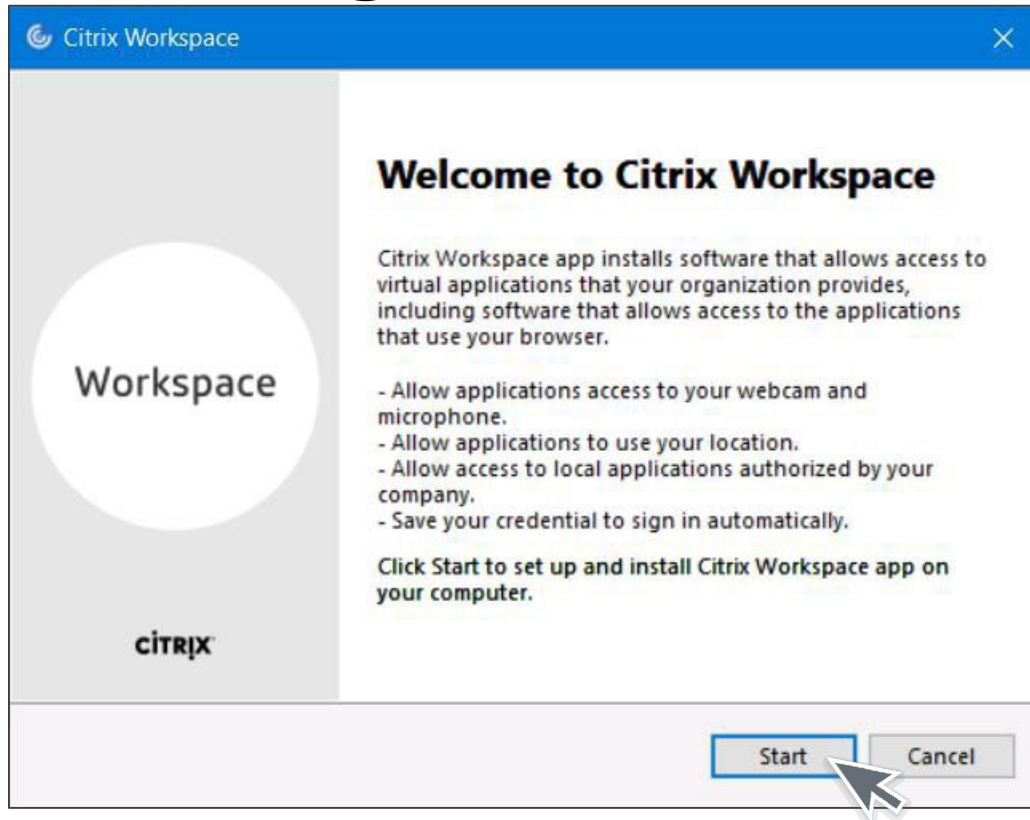 Citrix Workspace
Welcome to Citrix Workspace
Citrix Workspace app installs software that allows access to
virtual applications that your organization provides,
including software that allows access to the applications
that use your browser.
Workspace
- Allow applications access to your webcam and
microphone.
- Allow applications to use your location.
- Allow access to local applications authorized by your
company.
- Save your credential to sign in automatically.
Click Start to set up and install Citrix Workspace app on
your computer.
CITRIX
Start
Cancel